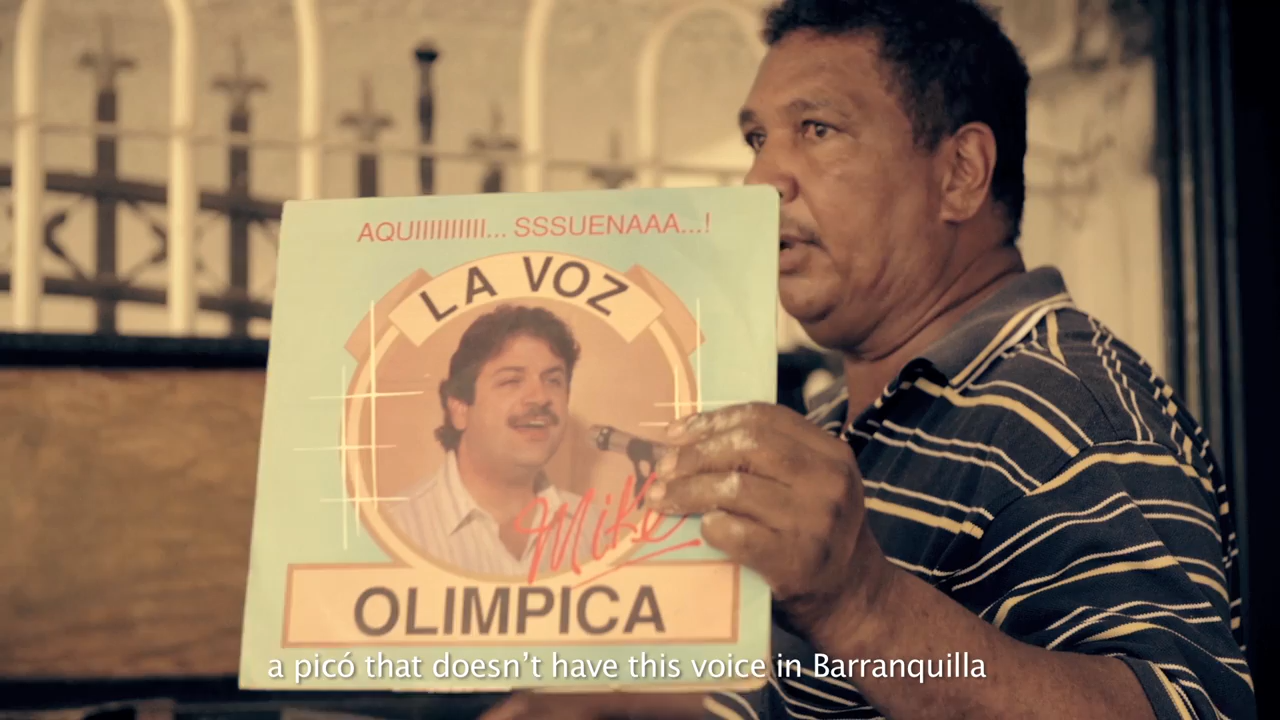 AQUIIIIIIIIII... SSSUENAAA...!
LA VOZ
Mike
OLIMPICA
a picó that doesn't have this voice in Barranquilla